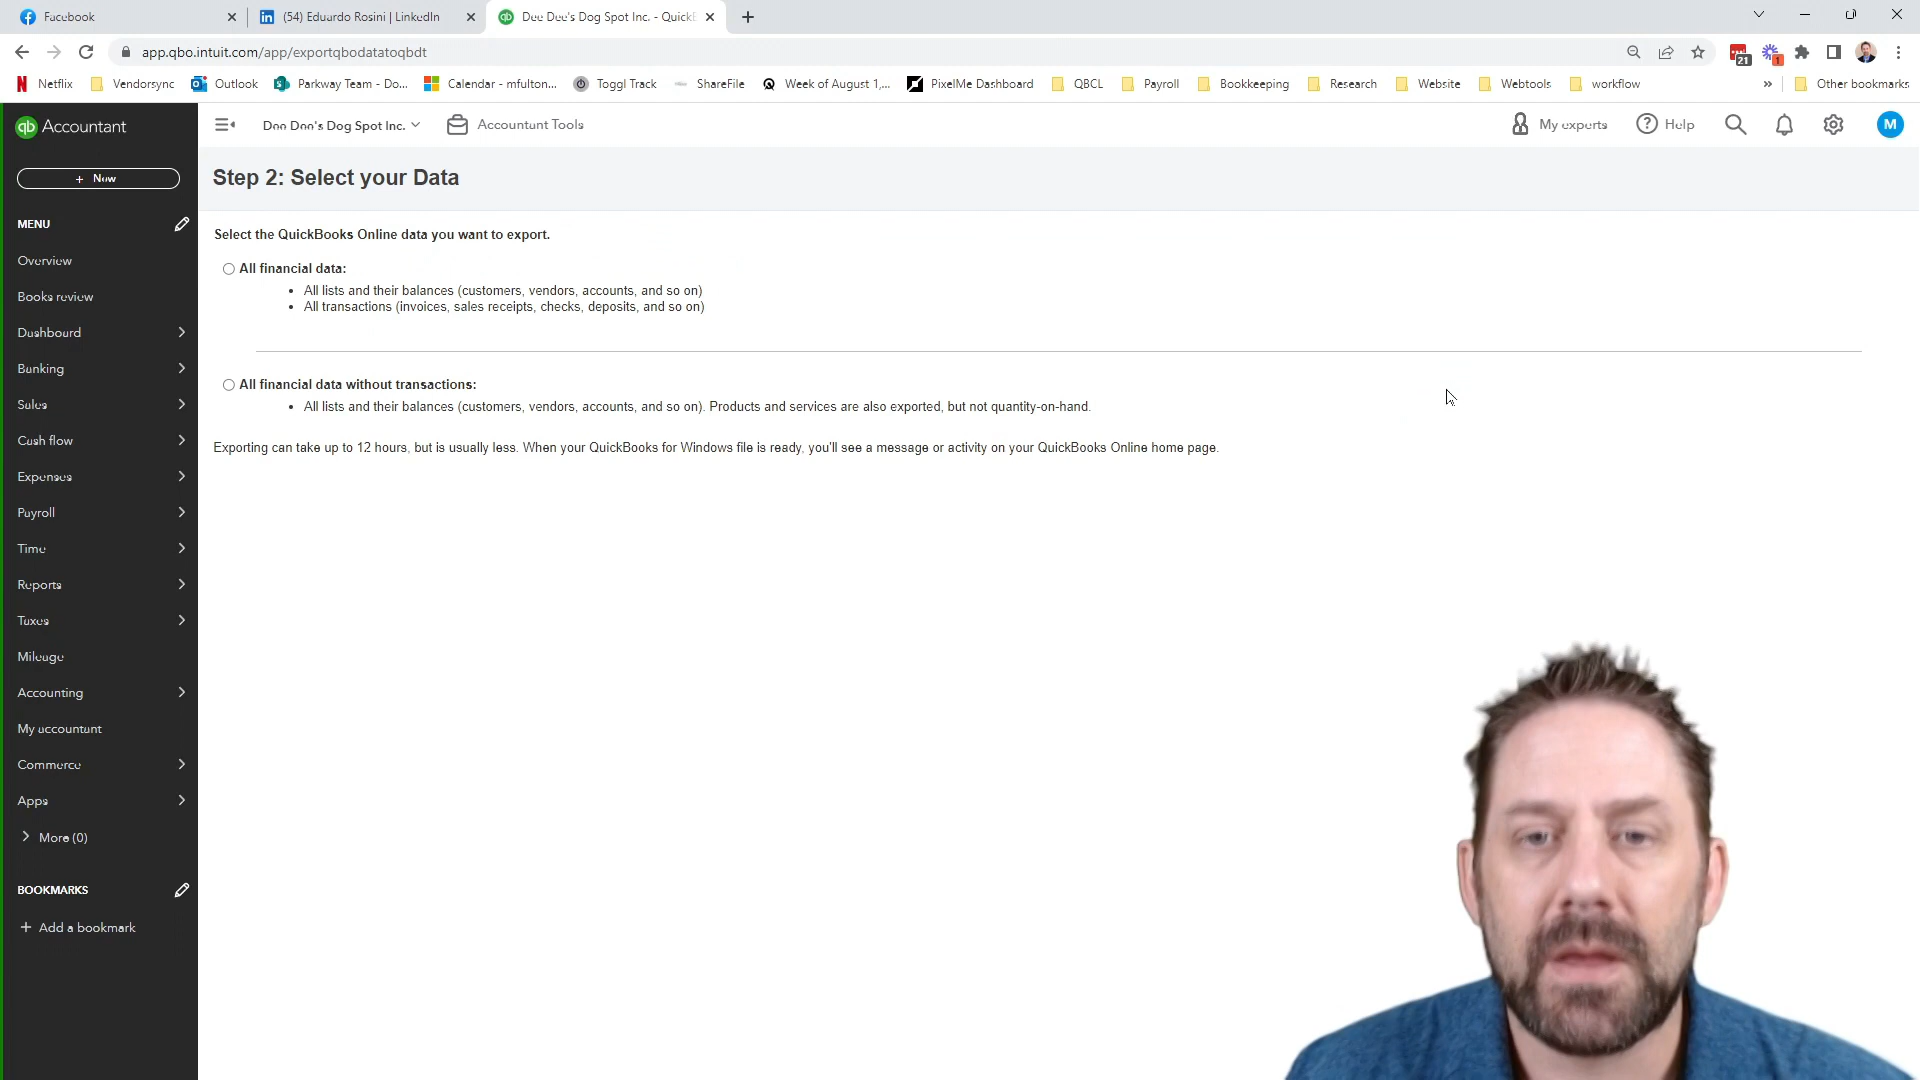 Facebook
(54) Eduardo Rosini | LinkedIn
Dee Dee's Dog Spot Inc. - QuickB
app.qbo.intuit.com/app/exportqbodatatoqbdt
21
1
Netflix
Vendorsync
Outlook
Parkway Team - Do...
Calendar - mfulton...
Toggl Track
ShareFile
Week of August 1,...
PixelMe Dashboard
QBCL
Payroll
Bookkeeping
Research
Website
Webtools
workflow
»
Other bookmarks
qb Accountant
Dee Dee's Dog Spot Inc.
Accountant Tools
My experts
Help
M
+ New
MENU
Overview
Books review
Dashboard
Banking
Sales
Cash flow
Expenses
Payroll
Time
Reports
Taxes
Mileage
Accounting
My accountant
Commerce
Apps
More (0)
BOOKMARKS
+ Add a bookmark
Step 2: Select your Data
Select the QuickBooks Online data you want to export.
All financial data:
• All lists and their balances (customers, vendors, accounts, and so on)
• All transactions (invoices, sales receipts, checks, deposits, and so on)
All financial data without transactions:
• All lists and their balances (customers, vendors, accounts, and so on). Products and services are also exported, but not quantity-on-hand.
Exporting can take up to 12 hours, but is usually less. When your QuickBooks for Windows file is ready, you'll see a message or activity on your QuickBooks Online home page.